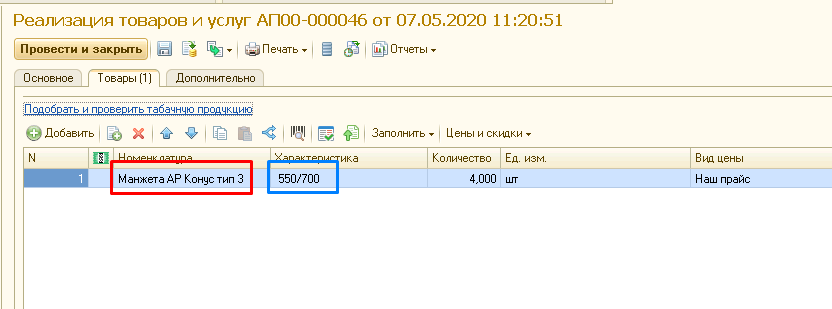 Реализация товаров и услуг АП00-000046 от 07.05.2020 11:20:51
Провести и закрыть Печать Отчеты
Основное Товары (1) Дополнительно
Подобрать и проверить табачную продукцию
Добавить Заполнить Цены и скидки
N Номенклатура Характеристика Количество Ед. изм. Вид цены
1 Манжета АР Конус тип 3 550/700 4,000 шт Наш прайс